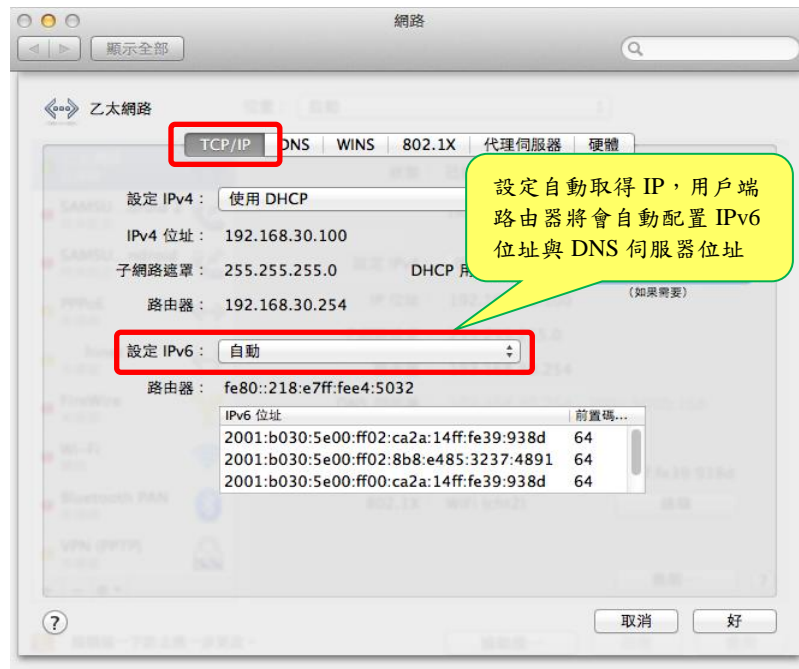 網路
顯示全部
乙太網路
TCP/IP DNS WINS 802.1X 代理伺服器 硬體
設定自動取得 IP，用戶端
路由器將會自動配置 IPv6
位址與 DNS 伺服器位址
設定 IPv4： 使用 DHCP
IPv4 位址： 192.168.30.100
子網路遮罩： 255.255.255.0 DHCP 用
(如果需要)
路由器： 192.168.30.254
設定 IPv6： 自動
路由器： fe80::218:e7ff:fee4:5032
IPv6 位址 前置碼...
2001:b030:5e00:ff02:ca2a:14ff:fe39:938d 64
2001:b030:5e00:ff02:8b8:e485:3237:4891 64
2001:b030:5e00:ff00:ca2a:14ff:fe39:938d 64
Bluetooth PAN
VPN (PPTP)
? 取消 好